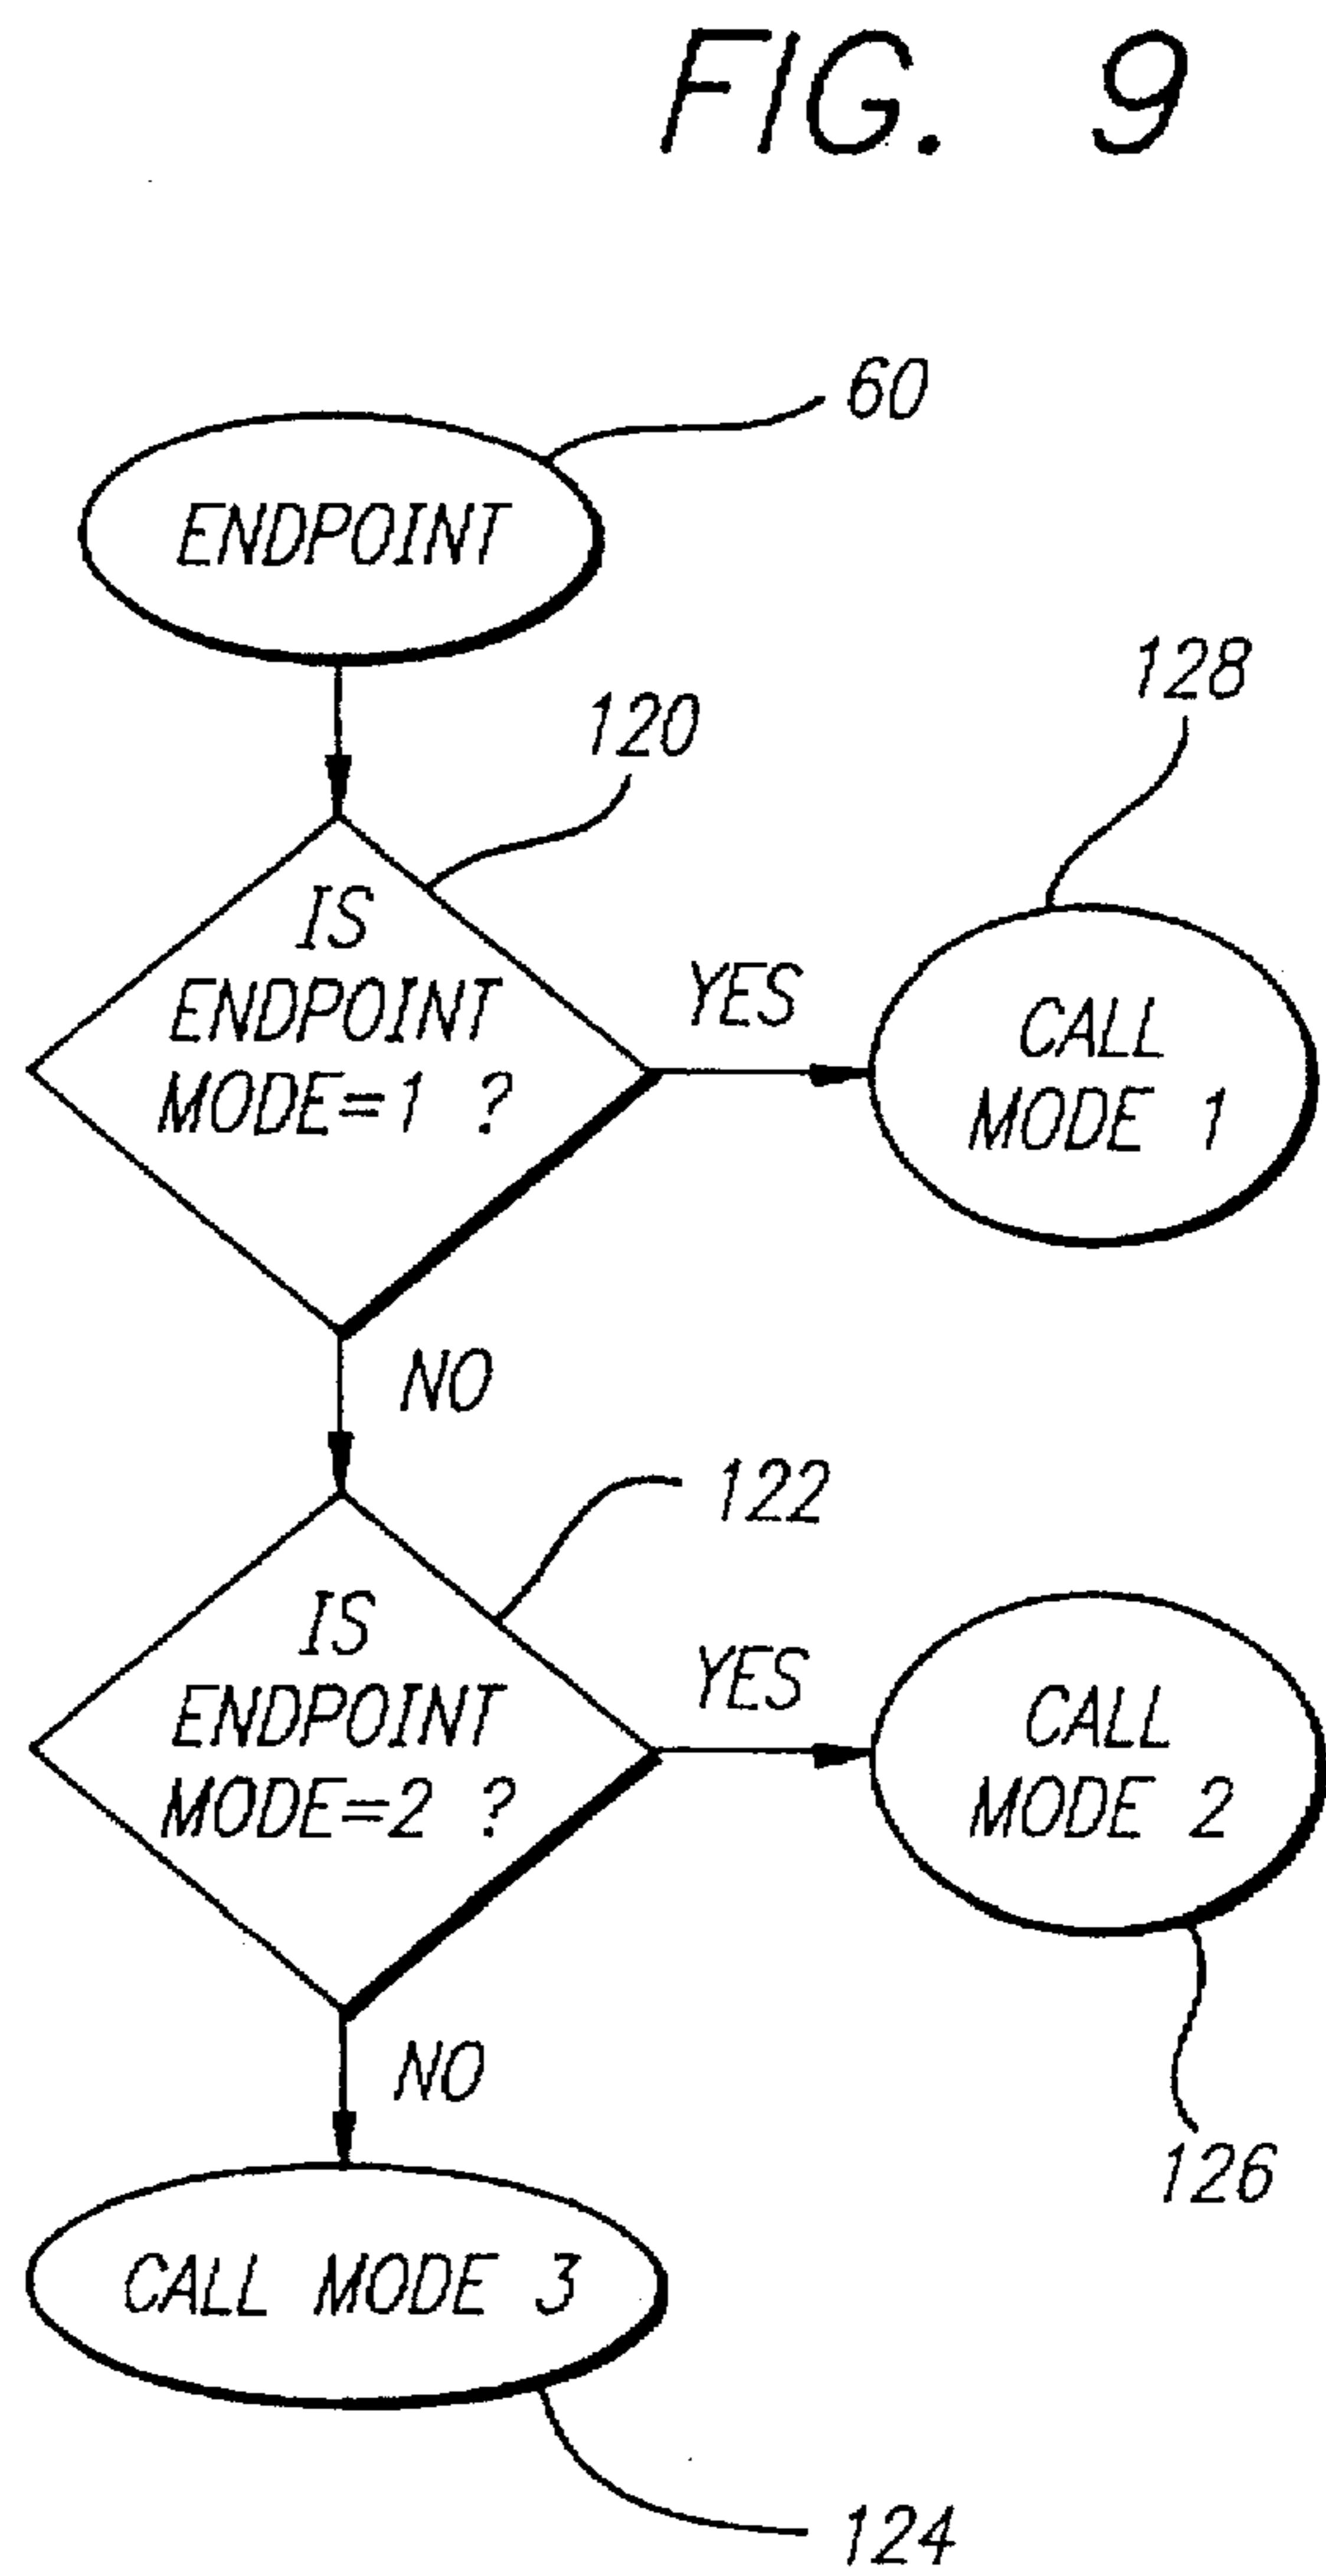 FIG. 9
60
ENDPOINT
120
128
IS
ENDPOINT
MODE=1 ?
YES
CALL
MODE 1
NO
122
IS
ENDPOINT
MODE=2 ?
YES
CALL
MODE 2
NO
126
CALL MODE 3
124